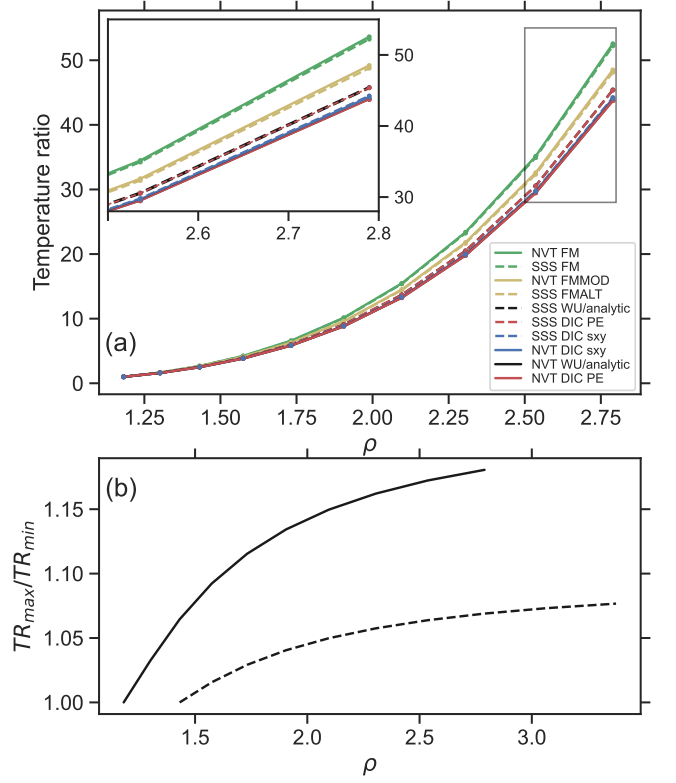 50
40
30
20
10
0
Temperature ratio
50
40
30
2.6
2.7
2.8
(a)
NVT FM
SSS FM
NVT FMMOD
SSS FMALT
SSS WU/analytic
SSS DIC PE
SSS DIC sxy
NVT DIC sxy
NVT WU/analytic
NVT DIC PE
1.25
1.50
1.75
2.00
2.25
2.50
2.75
ρ
(b)
1.15
1.10
1.05
1.00
TRmax/TRmin
1.5
2.0
2.5
3.0
ρ